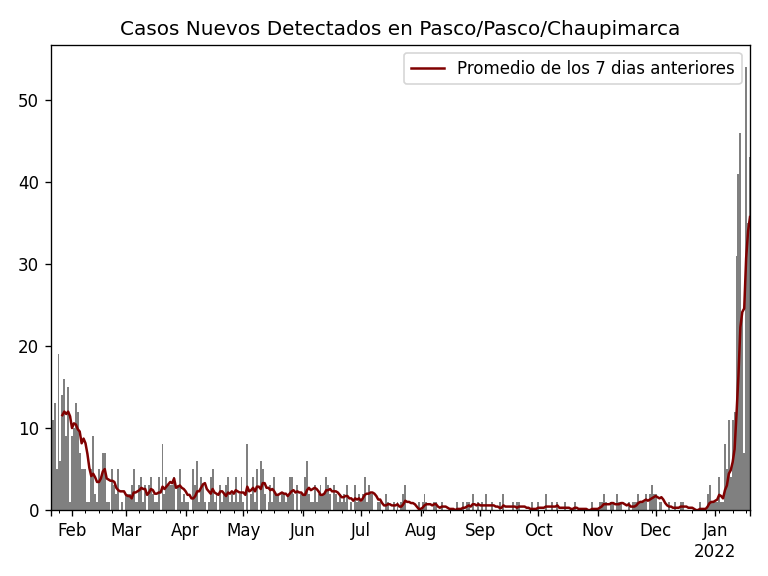 Casos Nuevos Detectados en Pasco/Pasco/Chaupimarca
Promedio de los 7 dias anteriores
50
40
30
20
10
0
Feb Mar Apr May Jun Jul Aug Sep Oct Nov Dec Jan
2022